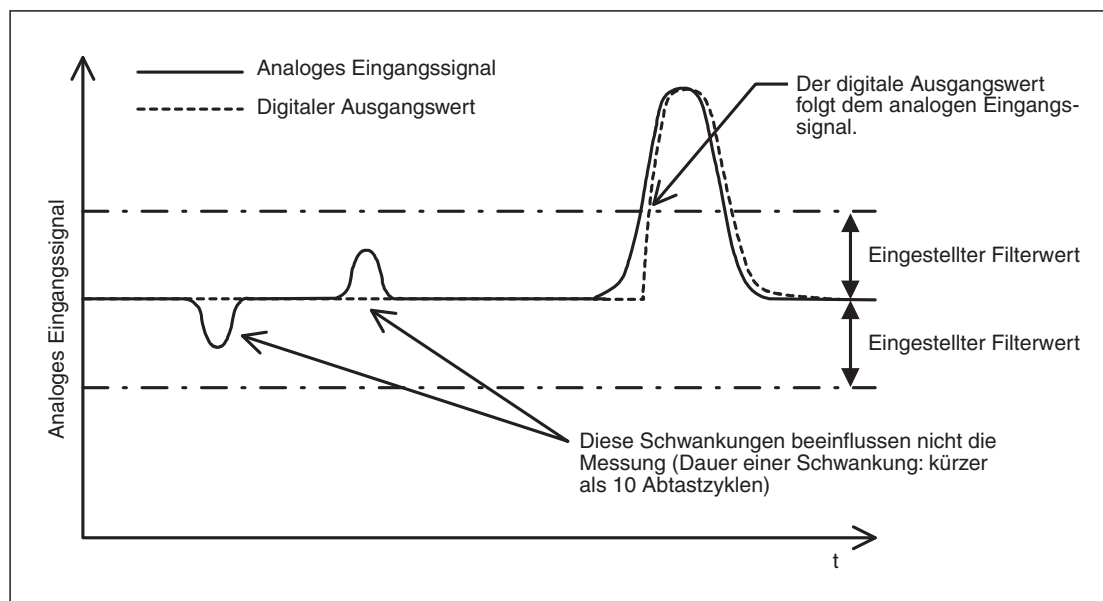 Analoges Eingangssignal
Digitaler Ausgangswert
Der digitale Ausgangswert
folgt dem analogen Eingangs-
signal.
Analoges Eingangssignal
Eingestellter Filterwert
Eingestellter Filterwert
Diese Schwankungen beeinflussen nicht die
Messung (Dauer einer Schwankung: kürzer
als 10 Abtastzyklen)
t